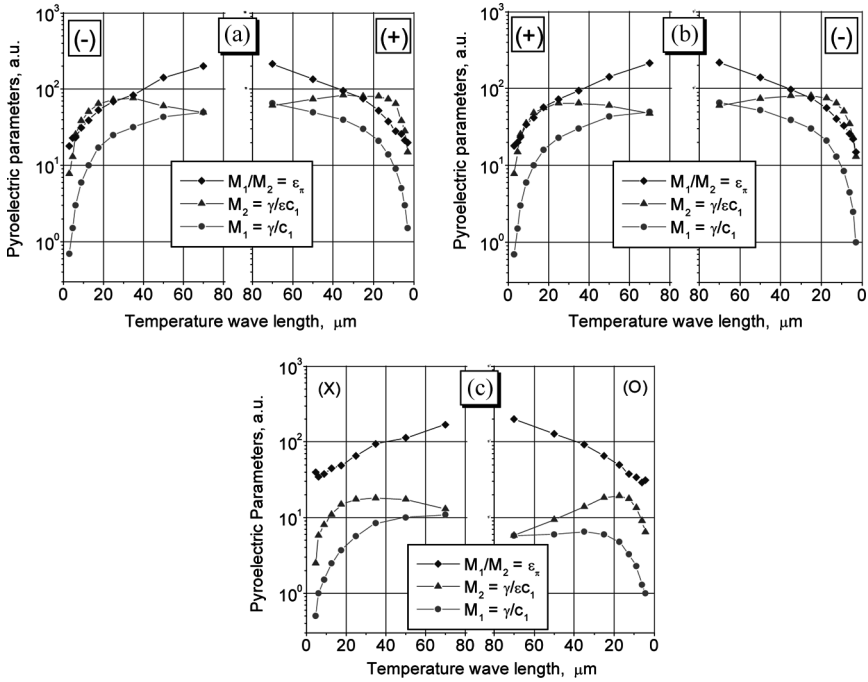 (-)
(a)
(+)
Pyroelectric parameters, a.u.
10³
10²
10¹
10⁰
M₁/M₂ = επ
M₂ = γ/εc₁
M₁ = γ/c₁
0 20 40 60 80 80 60 40 20 0
Temperature wave length, μm
(+)
(b)
(-)
Pyroelectric parameters, a.u.
10³
10²
10¹
10⁰
M₁/M₂ = επ
M₂ = γ/εc₁
M₁ = γ/c₁
0 20 40 60 80 80 60 40 20 0
Temperature wave length, μm
(X)
(c)
(O)
Pyroelectric Parameters, a.u.
10³
10²
10¹
10⁰
M₁/M₂ = επ
M₂ = γ/εc₁
M₁ = γ/c₁
0 20 40 60 80 80 60 40 20 0
Temperature wave length, μm